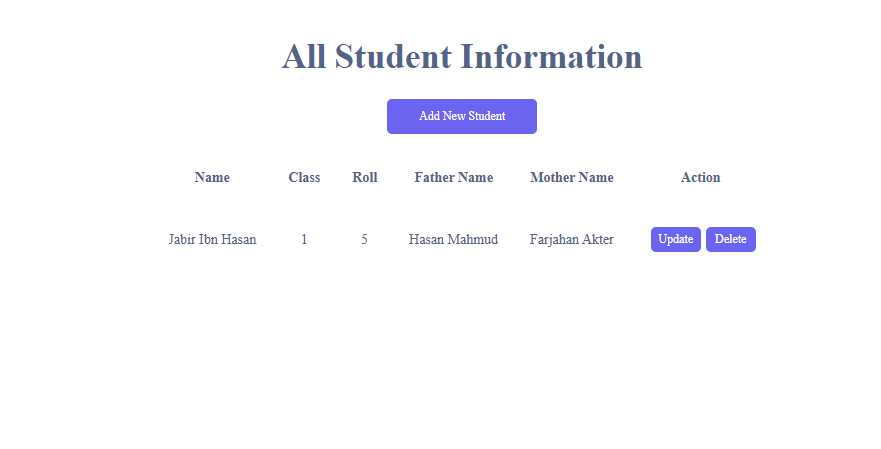 All Student Information
Add New Student
Name Class Roll Father Name Mother Name Action
Jabir Ibn Hasan 1 5 Hasan Mahmud Farjahan Akter Update Delete